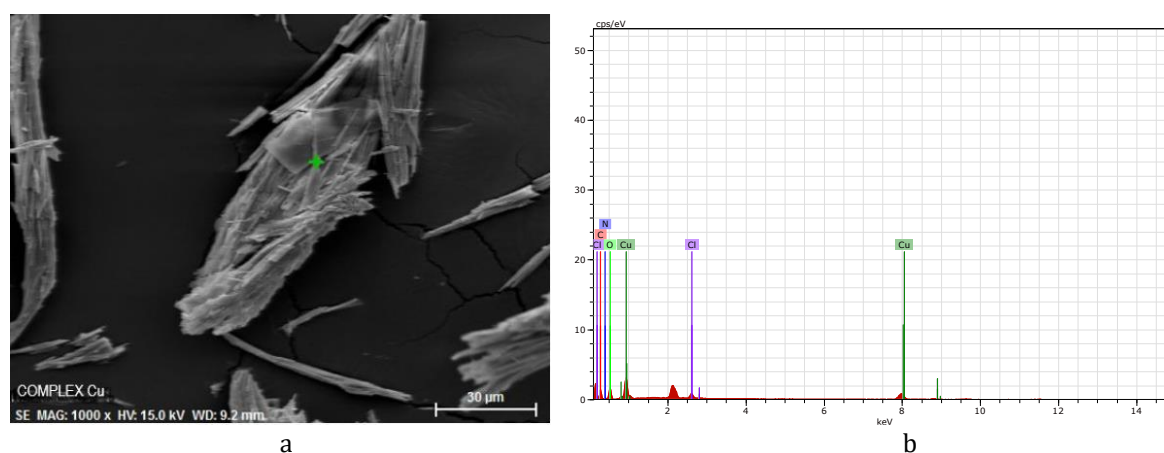 COMPLEX Cu
SE MAG: 1000 x HV: 15.0 kV WD: 9.2 mm
30 µm
a
cps/eV
50
40
30
20
10
0
N
C
Cl O Cu Cl Cu
2 4 6 8 10 12 14
keV
b